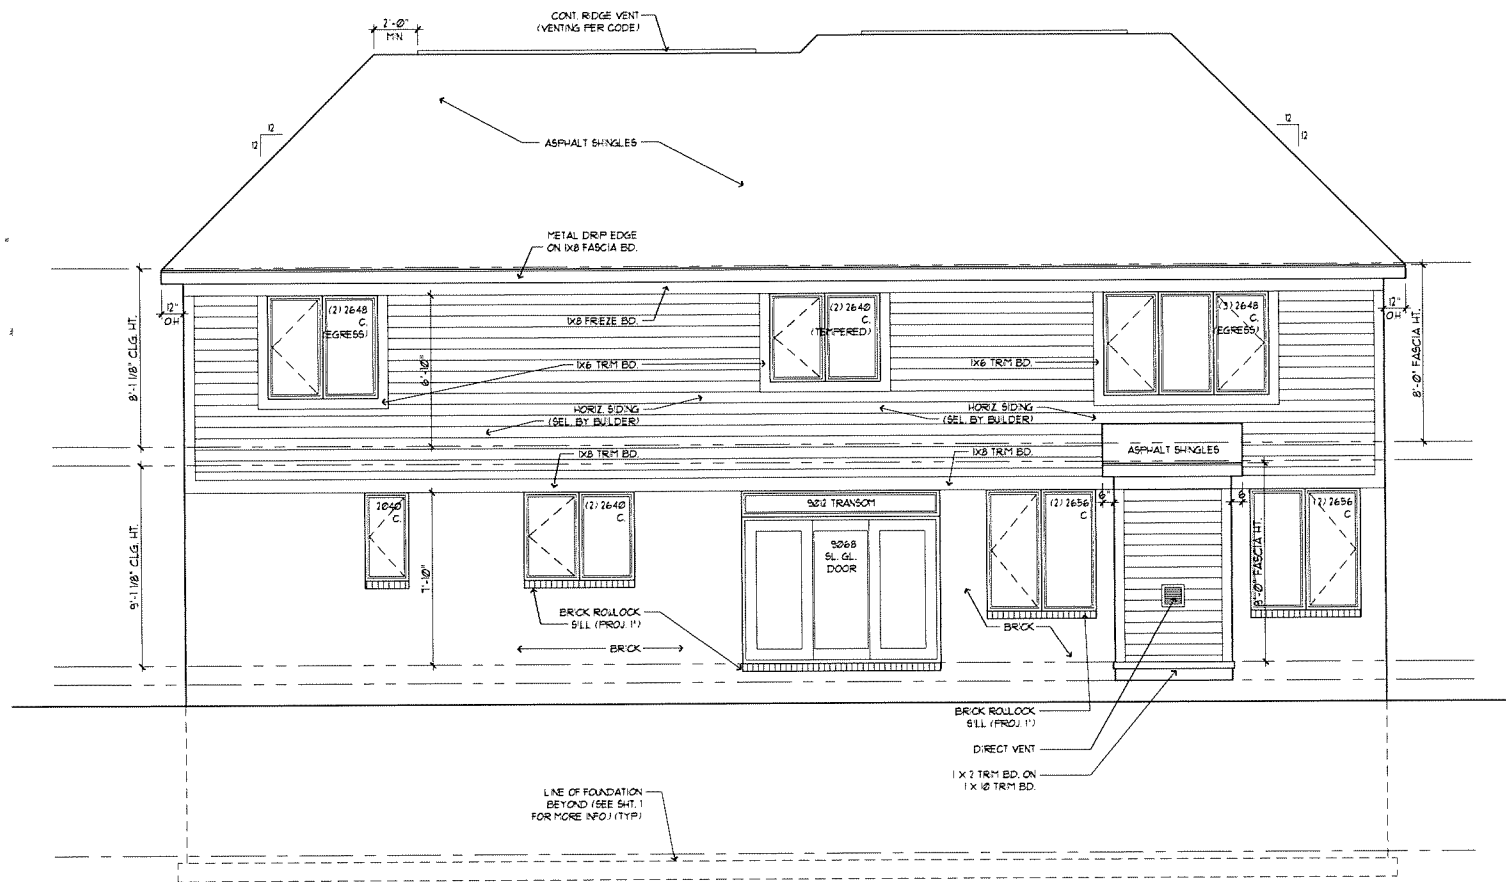 CONT. RIDGE VENT
(VENTING PER CODE)
2'-0"
MIN
12
12
12
12
ASPHALT SHINGLES
METAL DRIP EDGE
ON 1X8 FASCIA BD.
12"
OH
12"
OH
8'-1 1/8" CLG. HT.
8'-0" FASCIA HT.
(2) 2648
C.
(EGRESS)
1X8 FRIEZE BD.
(2) 2640
C.
(TEMPERED)
(3) 2648
C.
(EGRESS)
6'-10"
1X6 TRIM BD.
1X6 TRIM BD.
HORIZ. SIDING
(SEL. BY BUILDER)
HORIZ. SIDING
(SEL. BY BUILDER)
1X8 TRIM BD.
1X8 TRIM BD.
ASPHALT SHINGLES
9'-1 1/8" CLG. HT.
2040
C.
(2) 2640
C.
9012 TRANSOM
(2) 2656
C
6"
6"
(2) 2656
C
9068
SL. GL.
DOOR
7'-10"
9'-0" FASCIA HT.
BRICK ROLLOCK
SILL (PROJ. 1")
BRICK
BRICK
BRICK ROLLOCK
SILL (PROJ. 1")
DIRECT VENT
1 X 2 TRIM BD. ON
1 X 10 TRIM BD.
LINE OF FOUNDATION
BEYOND (SEE SHT. 1
FOR MORE INFO.) (TYP)